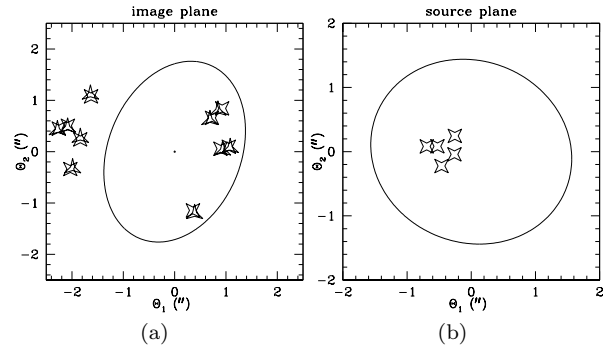 image plane
source plane
2
1
0
−1
−2
Θ₂ (″)
−2
−1
0
1
2
Θ₁ (″)
2
1
0
−1
−2
Θ₂ (″)
−2
−1
0
1
2
Θ₁ (″)
(a)
(b)